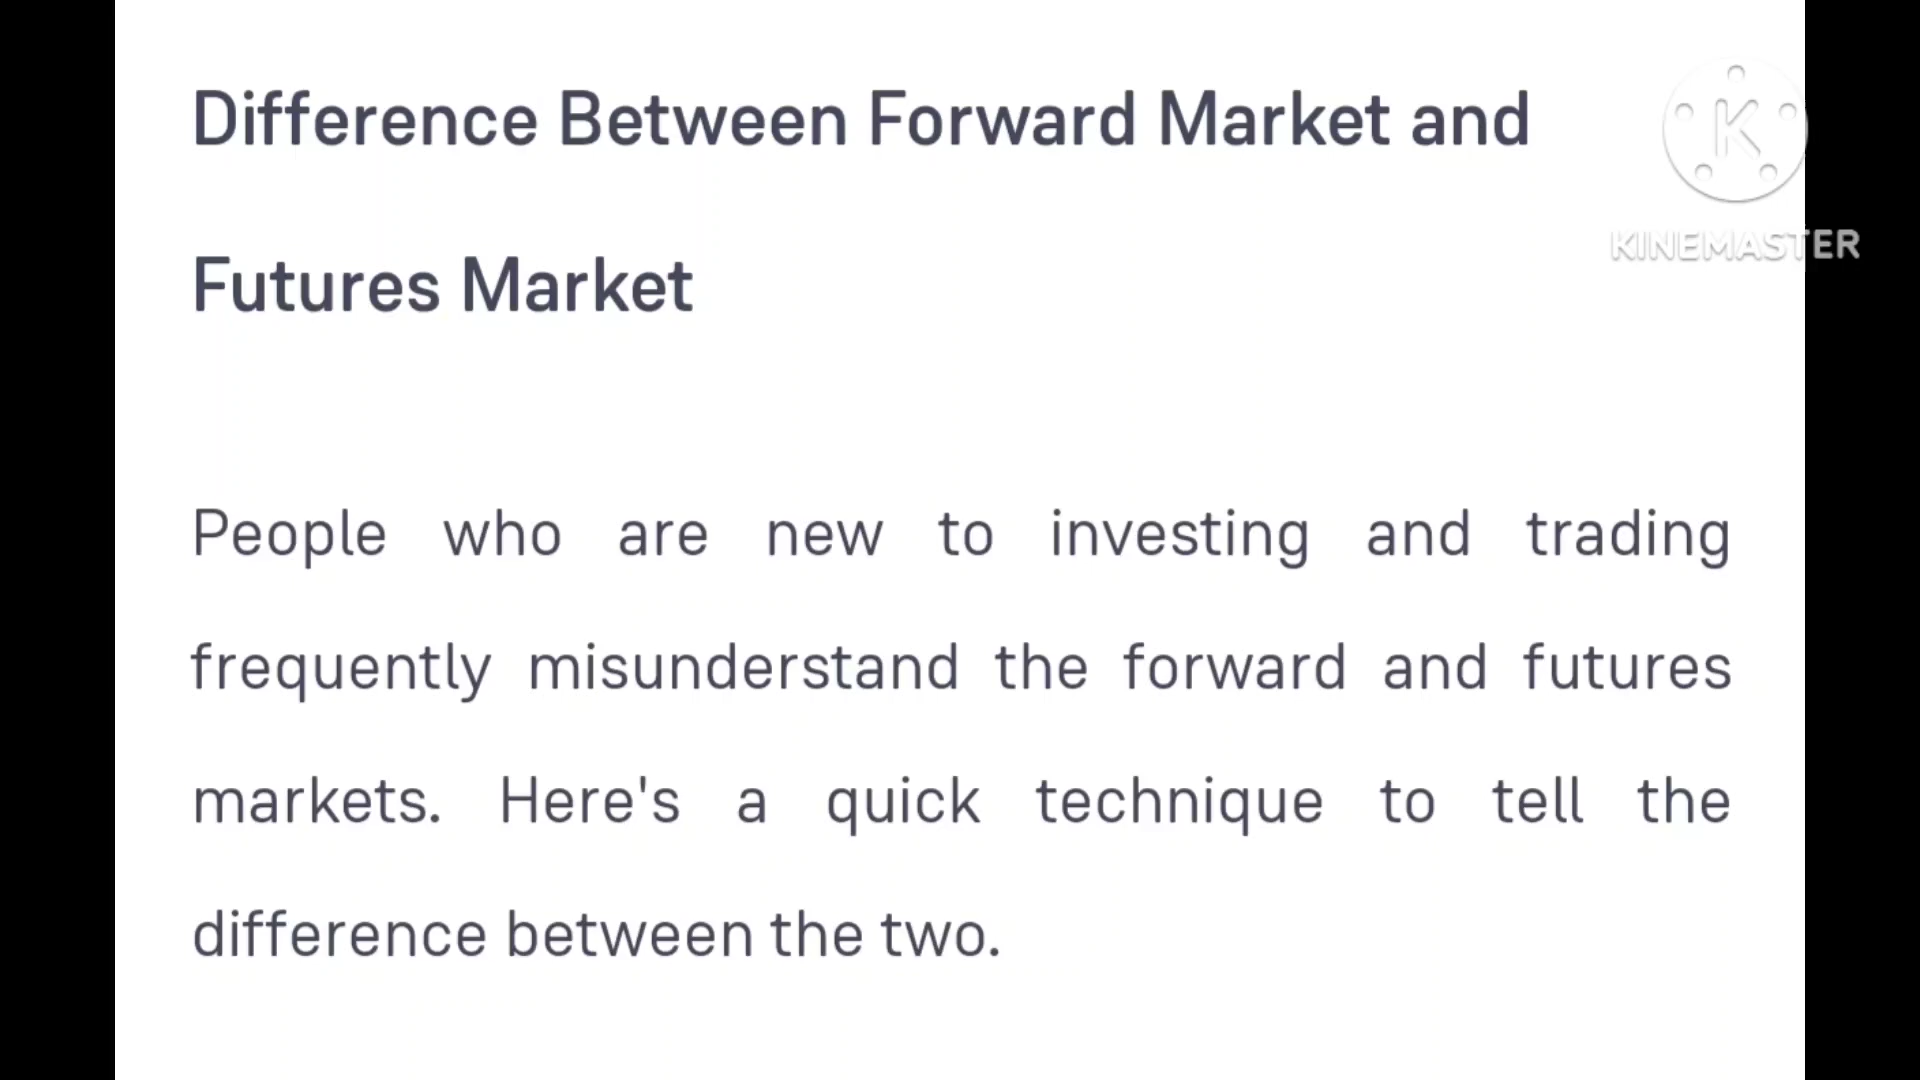 Difference Between Forward Market and
Futures Market
K
KINEMASTER
People who are new to investing and trading
frequently misunderstand the forward and futures
markets. Here's a quick technique to tell the
difference between the two.